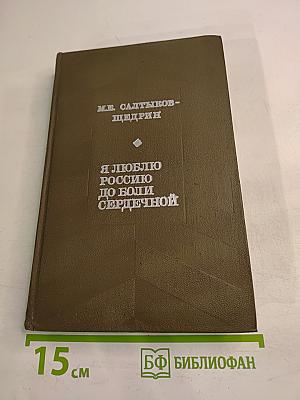 М.Е. САЛТЫКОВ-
ЩЕДРИН
Я ЛЮБЛЮ
РОССИЮ
ДО БОЛИ
СЕРДЕЧНОЙ
15 см
БФ БИБЛИОФАН